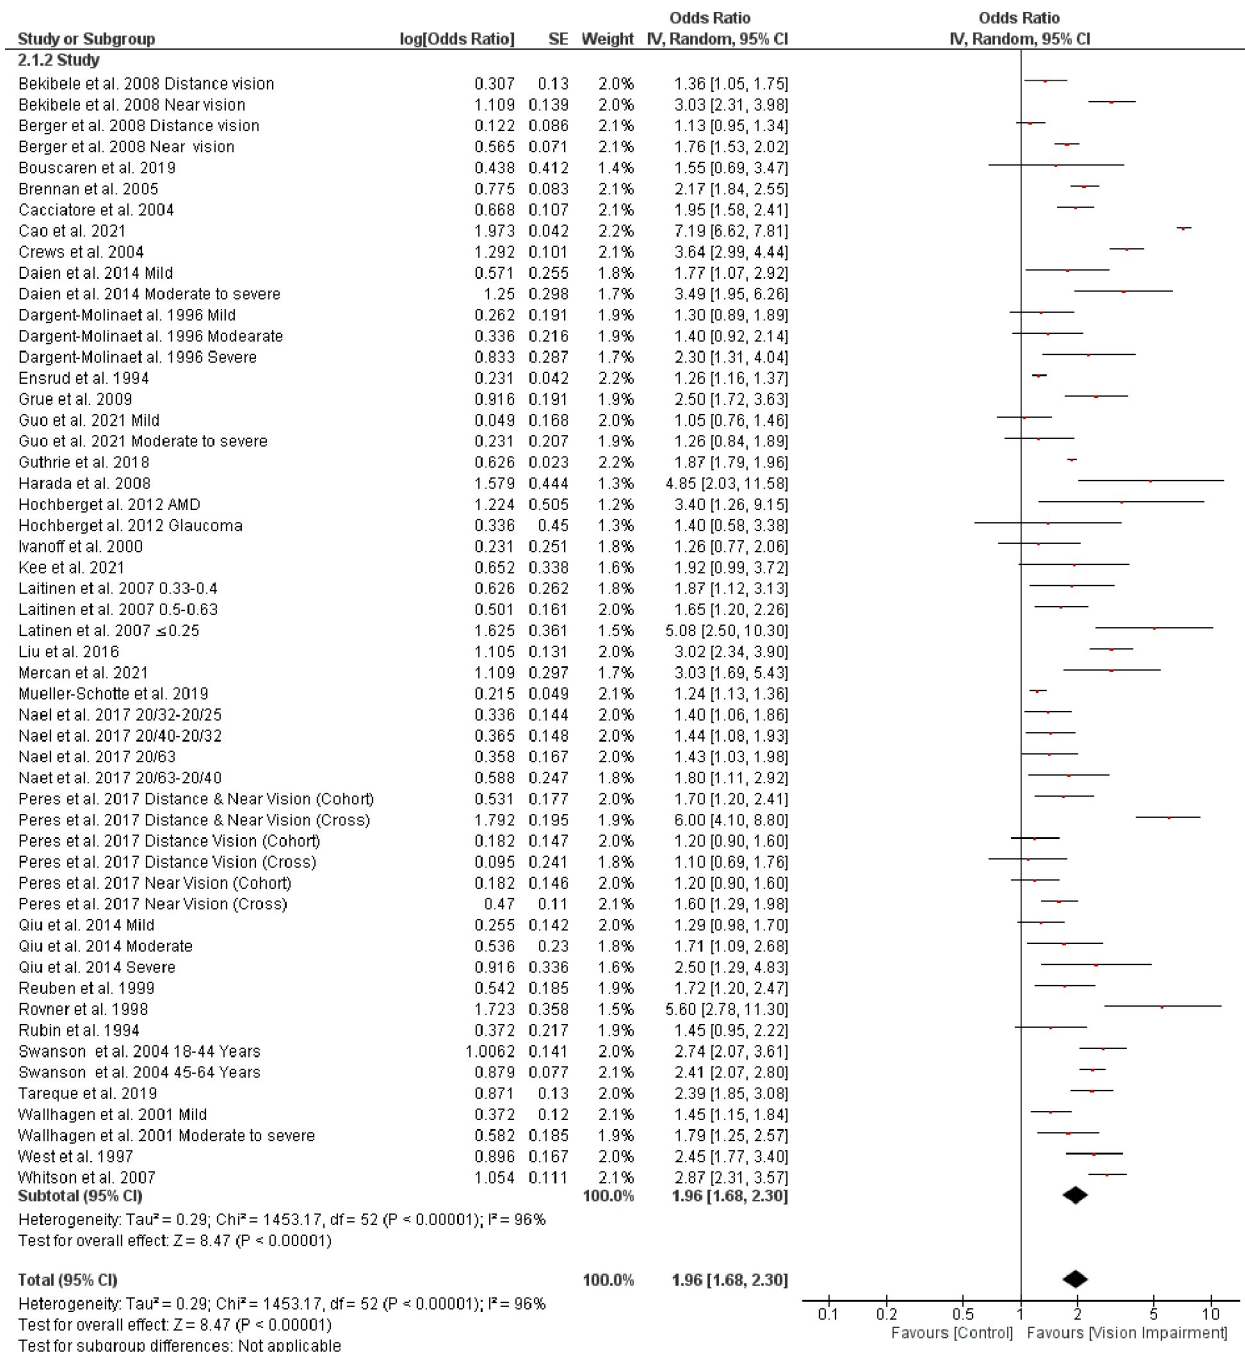 Odds Ratio Odds Ratio
Study or Subgroup log[Odds Ratio] SE Weight IV, Random, 95% CI IV, Random, 95% CI
2.1.2 Study
Bekibele et al. 2008 Distance vision 0.307 0.13 2.0% 1.36 [1.05, 1.75]
Bekibele et al. 2008 Near vision 1.109 0.139 2.0% 3.03 [2.31, 3.98]
Berger et al. 2008 Distance vision 0.122 0.086 2.1% 1.13 [0.95, 1.34]
Berger et al. 2008 Near vision 0.565 0.071 2.1% 1.76 [1.53, 2.02]
Bouscaren et al. 2019 0.438 0.412 1.4% 1.55 [0.69, 3.47]
Brennan et al. 2005 0.775 0.083 2.1% 2.17 [1.84, 2.55]
Cacciatore et al. 2004 0.668 0.107 2.1% 1.95 [1.58, 2.41]
Cao et al. 2021 1.973 0.042 2.2% 7.19 [6.62, 7.81]
Crews et al. 2004 1.292 0.101 2.1% 3.64 [2.99, 4.44]
Daien et al. 2014 Mild 0.571 0.255 1.8% 1.77 [1.07, 2.92]
Daien et al. 2014 Moderate to severe 1.25 0.298 1.7% 3.49 [1.95, 6.26]
Dargent-Molinaet al. 1996 Mild 0.262 0.191 1.9% 1.30 [0.89, 1.89]
Dargent-Molinaet al. 1996 Modearate 0.336 0.216 1.9% 1.40 [0.92, 2.14]
Dargent-Molinaet al. 1996 Severe 0.833 0.287 1.7% 2.30 [1.31, 4.04]
Ensrud et al. 1994 0.231 0.042 2.2% 1.26 [1.16, 1.37]
Grue et al. 2009 0.916 0.191 1.9% 2.50 [1.72, 3.63]
Guo et al. 2021 Mild 0.049 0.168 2.0% 1.05 [0.76, 1.46]
Guo et al. 2021 Moderate to severe 0.231 0.207 1.9% 1.26 [0.84, 1.89]
Guthrie et al. 2018 0.626 0.023 2.2% 1.87 [1.79, 1.96]
Harada et al. 2008 1.579 0.444 1.3% 4.85 [2.03, 11.58]
Hochberget al. 2012 AMD 1.224 0.505 1.2% 3.40 [1.26, 9.15]
Hochberget al. 2012 Glaucoma 0.336 0.45 1.3% 1.40 [0.58, 3.38]
Ivanoff et al. 2000 0.231 0.251 1.8% 1.26 [0.77, 2.06]
Kee et al. 2021 0.652 0.338 1.6% 1.92 [0.99, 3.72]
Laitinen et al. 2007 0.33-0.4 0.626 0.262 1.8% 1.87 [1.12, 3.13]
Laitinen et al. 2007 0.5-0.63 0.501 0.161 2.0% 1.65 [1.20, 2.26]
Latinen et al. 2007 ≤0.25 1.625 0.361 1.5% 5.08 [2.50, 10.30]
Liu et al. 2016 1.105 0.131 2.0% 3.02 [2.34, 3.90]
Mercan et al. 2021 1.109 0.297 1.7% 3.03 [1.69, 5.43]
Mueller-Schotte et al. 2019 0.215 0.049 2.1% 1.24 [1.13, 1.36]
Nael et al. 2017 20/32-20/25 0.336 0.144 2.0% 1.40 [1.06, 1.86]
Nael et al. 2017 20/40-20/32 0.365 0.148 2.0% 1.44 [1.08, 1.93]
Nael et al. 2017 20/63 0.358 0.167 2.0% 1.43 [1.03, 1.98]
Naet et al. 2017 20/63-20/40 0.588 0.247 1.8% 1.80 [1.11, 2.92]
Peres et al. 2017 Distance & Near Vision (Cohort) 0.531 0.177 2.0% 1.70 [1.20, 2.41]
Peres et al. 2017 Distance & Near Vision (Cross) 1.792 0.195 1.9% 6.00 [4.10, 8.80]
Peres et al. 2017 Distance Vision (Cohort) 0.182 0.147 2.0% 1.20 [0.90, 1.60]
Peres et al. 2017 Distance Vision (Cross) 0.095 0.241 1.8% 1.10 [0.69, 1.76]
Peres et al. 2017 Near Vision (Cohort) 0.182 0.146 2.0% 1.20 [0.90, 1.60]
Peres et al. 2017 Near Vision (Cross) 0.47 0.11 2.1% 1.60 [1.29, 1.98]
Qiu et al. 2014 Mild 0.255 0.142 2.0% 1.29 [0.98, 1.70]
Qiu et al. 2014 Moderate 0.536 0.23 1.8% 1.71 [1.09, 2.68]
Qiu et al. 2014 Severe 0.916 0.336 1.6% 2.50 [1.29, 4.83]
Reuben et al. 1999 0.542 0.185 1.9% 1.72 [1.20, 2.47]
Rovner et al. 1998 1.723 0.358 1.5% 5.60 [2.78, 11.30]
Rubin et al. 1994 0.372 0.217 1.9% 1.45 [0.95, 2.22]
Swanson et al. 2004 18-44 Years 1.0062 0.141 2.0% 2.74 [2.07, 3.61]
Swanson et al. 2004 45-64 Years 0.879 0.077 2.1% 2.41 [2.07, 2.80]
Tareque et al. 2019 0.871 0.13 2.0% 2.39 [1.85, 3.08]
Wallhagen et al. 2001 Mild 0.372 0.12 2.1% 1.45 [1.15, 1.84]
Wallhagen et al. 2001 Moderate to severe 0.582 0.185 1.9% 1.79 [1.25, 2.57]
West et al. 1997 0.896 0.167 2.0% 2.45 [1.77, 3.40]
Whitson et al. 2007 1.054 0.111 2.1% 2.87 [2.31, 3.57]
Subtotal (95% CI) 100.0% 1.96 [1.68, 2.30]
Heterogeneity: Tau² = 0.29; Chi² = 1453.17, df = 52 (P < 0.00001); I² = 96%
Test for overall effect: Z = 8.47 (P < 0.00001)
Total (95% CI) 100.0% 1.96 [1.68, 2.30]
Heterogeneity: Tau² = 0.29; Chi² = 1453.17, df = 52 (P < 0.00001); I² = 96%
Test for overall effect: Z = 8.47 (P < 0.00001)
Test for subgroup differences: Not applicable
0.1 0.2 0.5 1 2 5 10
Favours [Control] Favours [Vision Impairment]